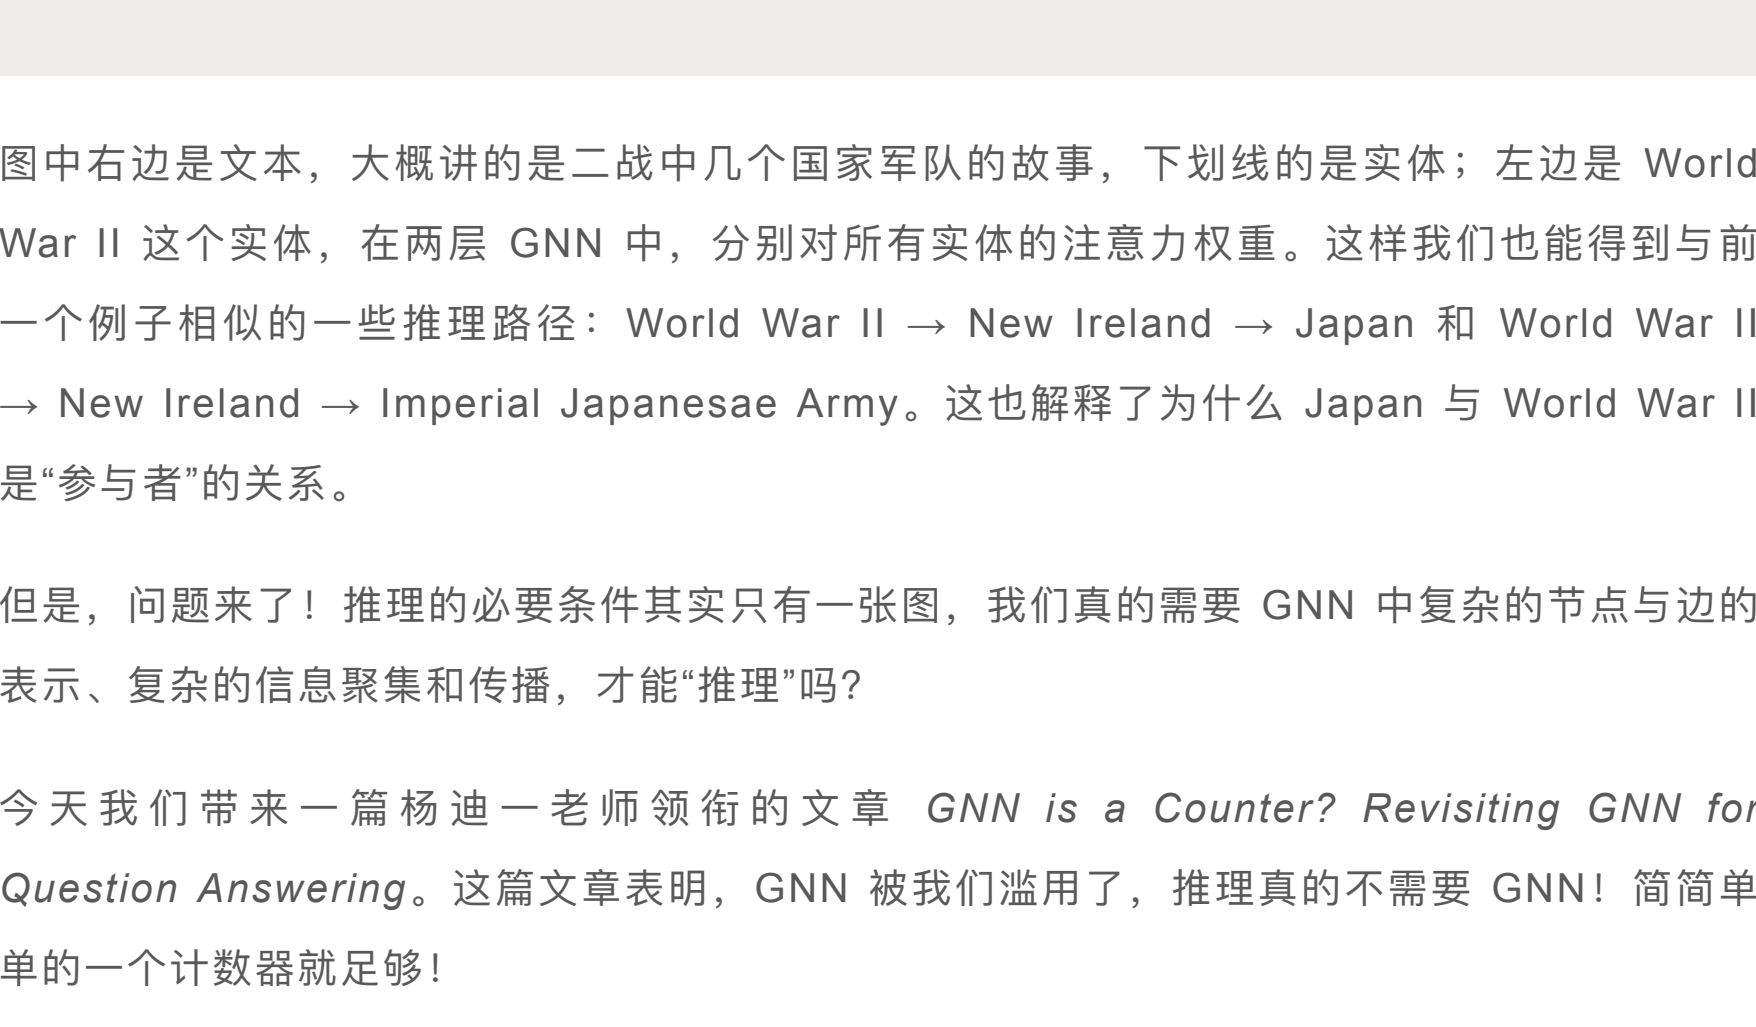 图中右边是文本，大概讲的是二战中几个国家军队的故事，下划线的是实体；左边是 World
War II 这个实体，在两层 GNN 中，分别对所有实体的注意力权重。这样我们也能得到与前
一个例子相似的一些推理路径：World War II → New Ireland → Japan 和 World War II
→ New Ireland → Imperial Japanesae Army。这也解释了为什么 Japan 与 World War II
是“参与者”的关系。
但是，问题来了！推理的必要条件其实只有一张图，我们真的需要 GNN 中复杂的节点与边的
表示、复杂的信息聚集和传播，才能“推理”吗？
今天我们带来一篇杨迪一老师领衔的文章 GNN is a Counter? Revisiting GNN for
Question Answering。这篇文章表明，GNN 被我们滥用了，推理真的不需要 GNN！简简单
单的一个计数器就足够！